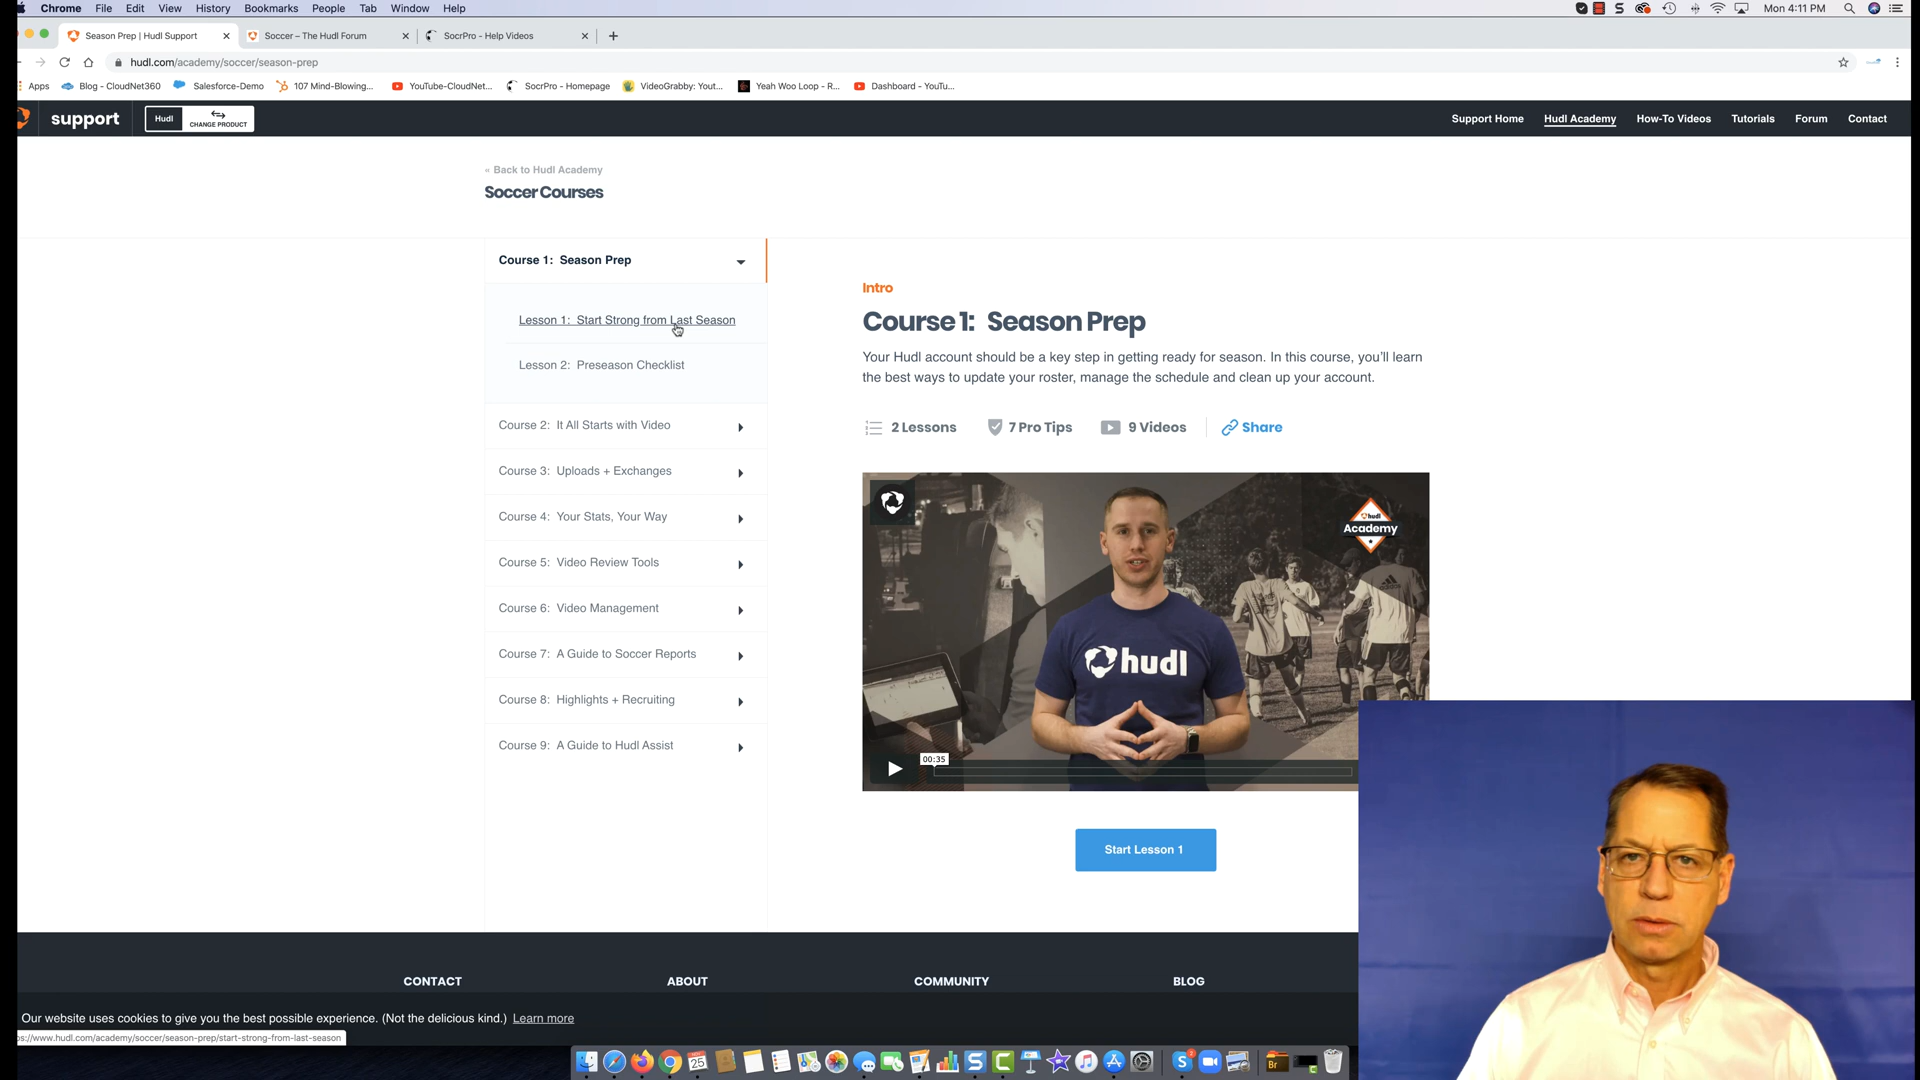 Chrome File Edit View History Bookmarks People Tab Window Help
Mon 4:11 PM
Season Prep | Hudl Support
Soccer – The Hudl Forum
SocrPro - Help Videos
hudl.com/academy/soccer/season-prep
Apps
Blog - CloudNet360
Salesforce-Demo
107 Mind-Blowing...
YouTube-CloudNet...
SocrPro - Homepage
VideoGrabby: Yout...
Yeah Woo Loop - R...
Dashboard - YouTu...
support
Hudl
CHANGE PRODUCT
Support Home
Hudl Academy
How-To Videos
Tutorials
Forum
Contact
« Back to Hudl Academy
Soccer Courses
Course 1: Season Prep
Lesson 1: Start Strong from Last Season
Lesson 2: Preseason Checklist
Course 2: It All Starts with Video
Course 3: Uploads + Exchanges
Course 4: Your Stats, Your Way
Course 5: Video Review Tools
Course 6: Video Management
Course 7: A Guide to Soccer Reports
Course 8: Highlights + Recruiting
Course 9: A Guide to Hudl Assist
Intro
Course 1: Season Prep
Your Hudl account should be a key step in getting ready for season. In this course, you'll learn
the best ways to update your roster, manage the schedule and clean up your account.
2 Lessons
7 Pro Tips
9 Videos
Share
hudl
Academy
hudl
00:35
Start Lesson 1
CONTACT
ABOUT
COMMUNITY
BLOG
Our website uses cookies to give you the best possible experience. (Not the delicious kind.) Learn more
ps://www.hudl.com/academy/soccer/season-prep/start-strong-from-last-season
25
Br